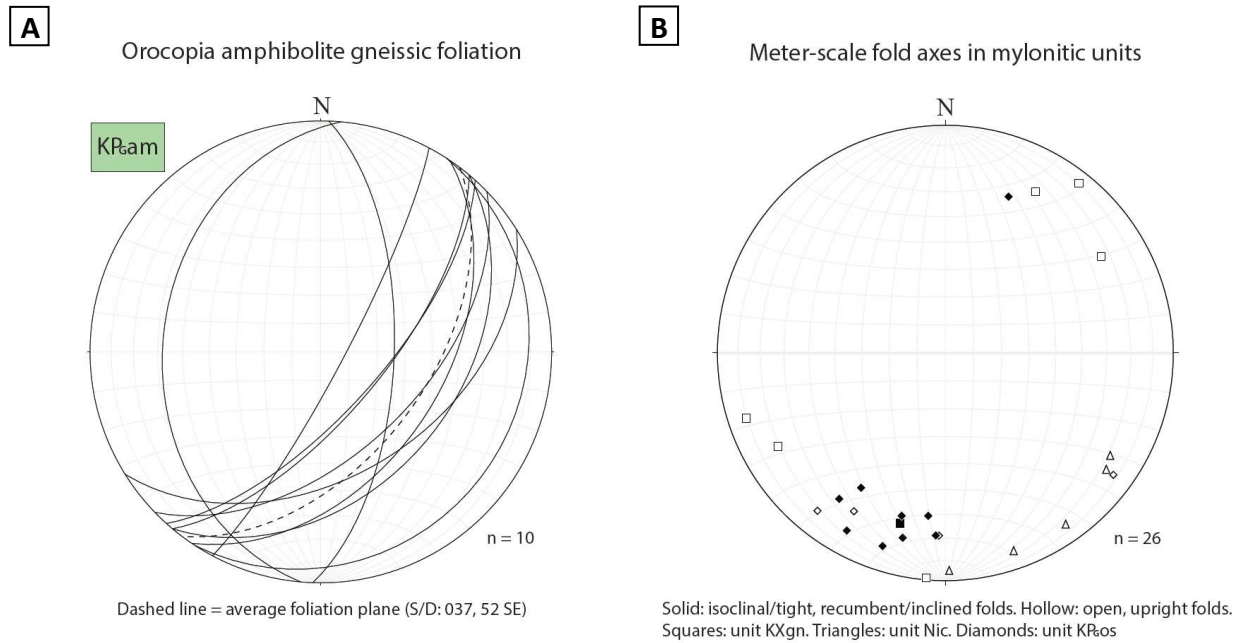 A
Orocopia amphibolite gneissic foliation
N
KPGam
n = 10
Dashed line = average foliation plane (S/D: 037, 52 SE)
B
Meter-scale fold axes in mylonitic units
N
n = 26
Solid: isoclinal/tight, recumbent/inclined folds. Hollow: open, upright folds.
Squares: unit KXgn. Triangles: unit Nic. Diamonds: unit KPGos